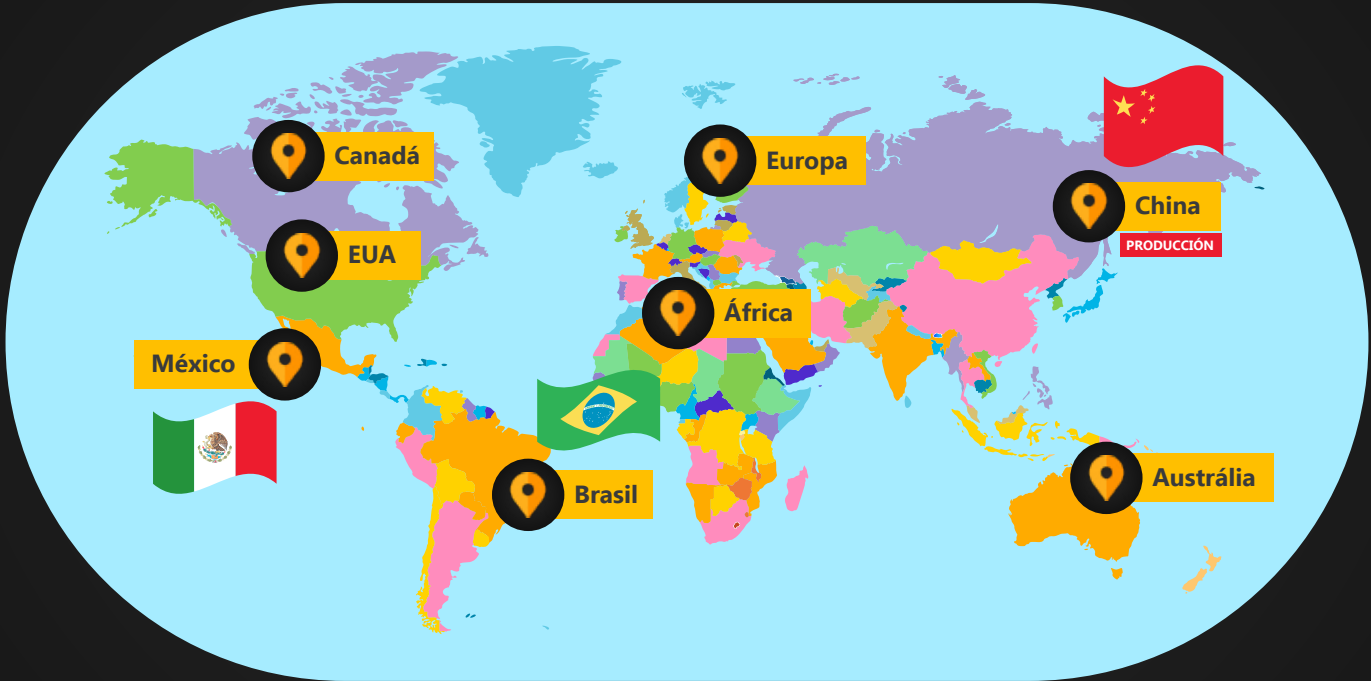 Canadá
Europa
China
PRODUCCIÓN
EUA
África
México
Brasil
Austrália